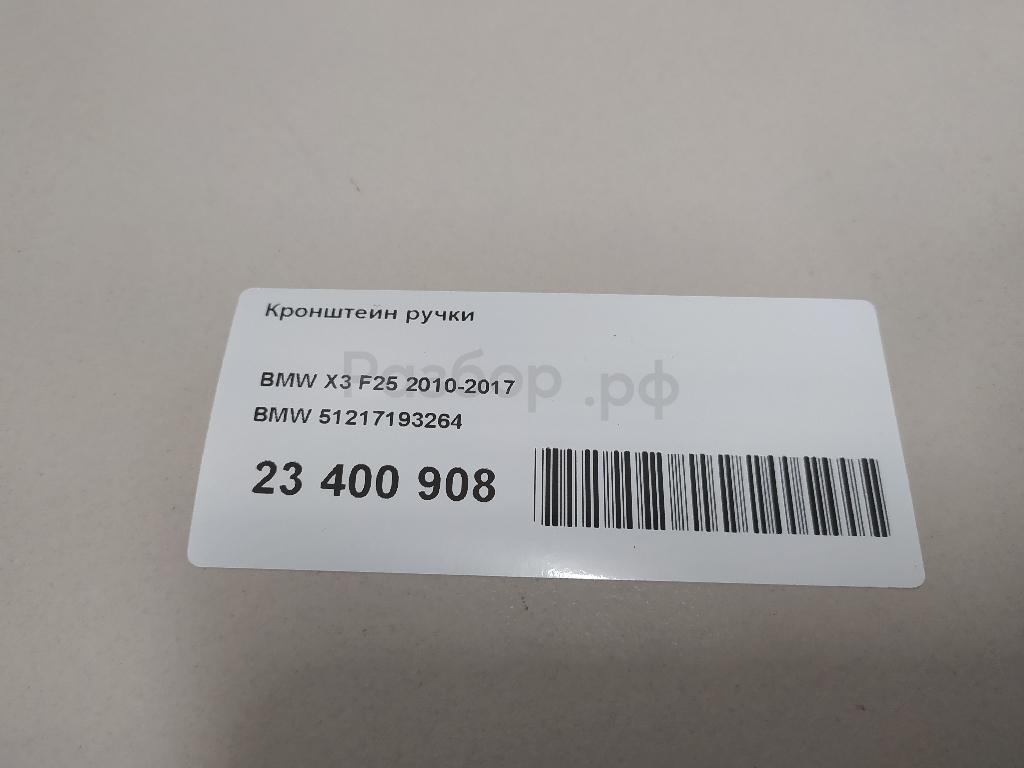 Кронштейн ручки
Разбор .рф
BMW X3 F25 2010-2017
BMW 51217193264
23 400 908